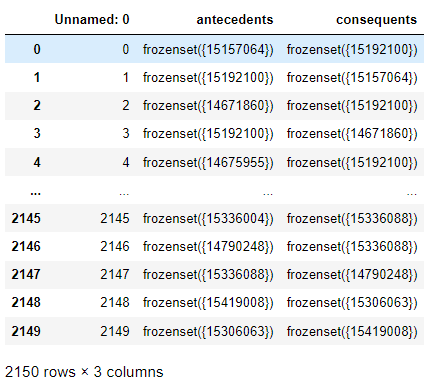 Unnamed: 0 antecedents consequents
0 0 frozenset({15157064}) frozenset({15192100})
1 1 frozenset({15192100}) frozenset({15157064})
2 2 frozenset({14671860}) frozenset({15192100})
3 3 frozenset({15192100}) frozenset({14671860})
4 4 frozenset({14675955}) frozenset({15192100})
... ... ... ...
2145 2145 frozenset({15336004}) frozenset({15336088})
2146 2146 frozenset({14790248}) frozenset({15336088})
2147 2147 frozenset({15336088}) frozenset({14790248})
2148 2148 frozenset({15419008}) frozenset({15306063})
2149 2149 frozenset({15306063}) frozenset({15419008})
2150 rows × 3 columns